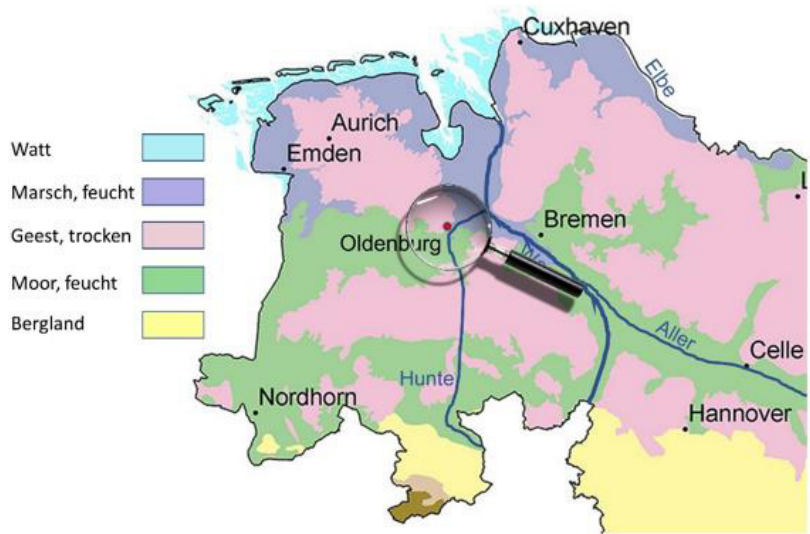 Cuxhaven
Elbe
Watt
Aurich
Emden
Marsch, feucht
Geest, trocken
Bremen
Oldenburg
Moor, feucht
Bergland
Aller
Celle
Hunte
Nordhorn
Hannover